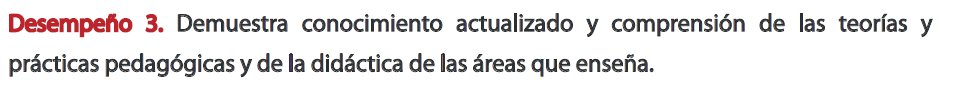 Desempeño 3. Demuestra conocimiento actualizado y comprensión de las teorías y
prácticas pedagógicas y de la didáctica de las áreas que enseña.